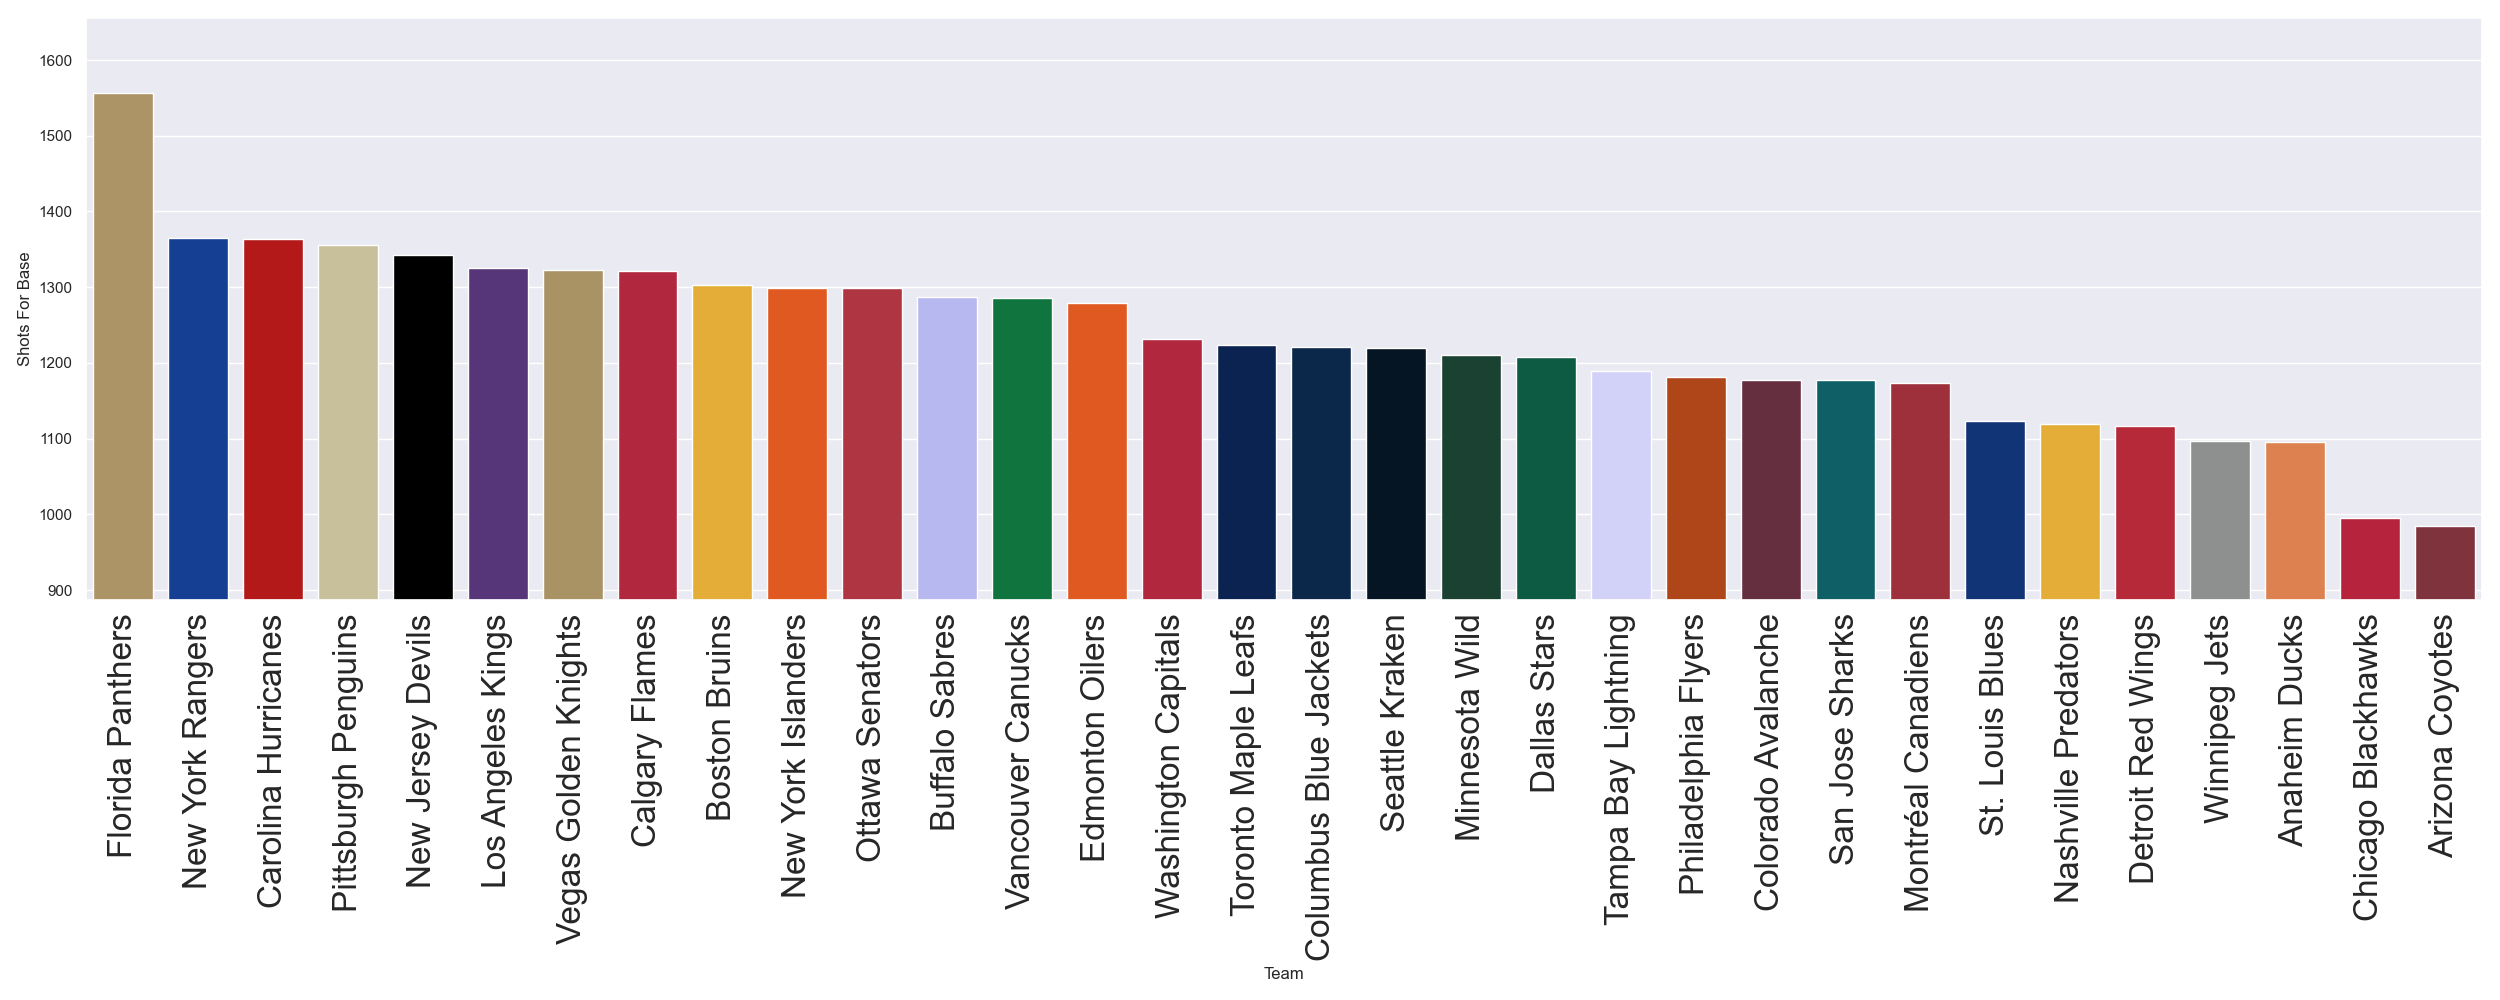 1600
1500
1400
1300
1200
1100
1000
900
Shots For Base
Florida Panthers
New York Rangers
Carolina Hurricanes
Pittsburgh Penguins
New Jersey Devils
Los Angeles Kings
Vegas Golden Knights
Calgary Flames
Boston Bruins
New York Islanders
Ottawa Senators
Buffalo Sabres
Vancouver Canucks
Edmonton Oilers
Washington Capitals
Toronto Maple Leafs
Columbus Blue Jackets
Seattle Kraken
Minnesota Wild
Dallas Stars
Tampa Bay Lightning
Philadelphia Flyers
Colorado Avalanche
San Jose Sharks
Montréal Canadiens
St. Louis Blues
Nashville Predators
Detroit Red Wings
Winnipeg Jets
Anaheim Ducks
Chicago Blackhawks
Arizona Coyotes
Team